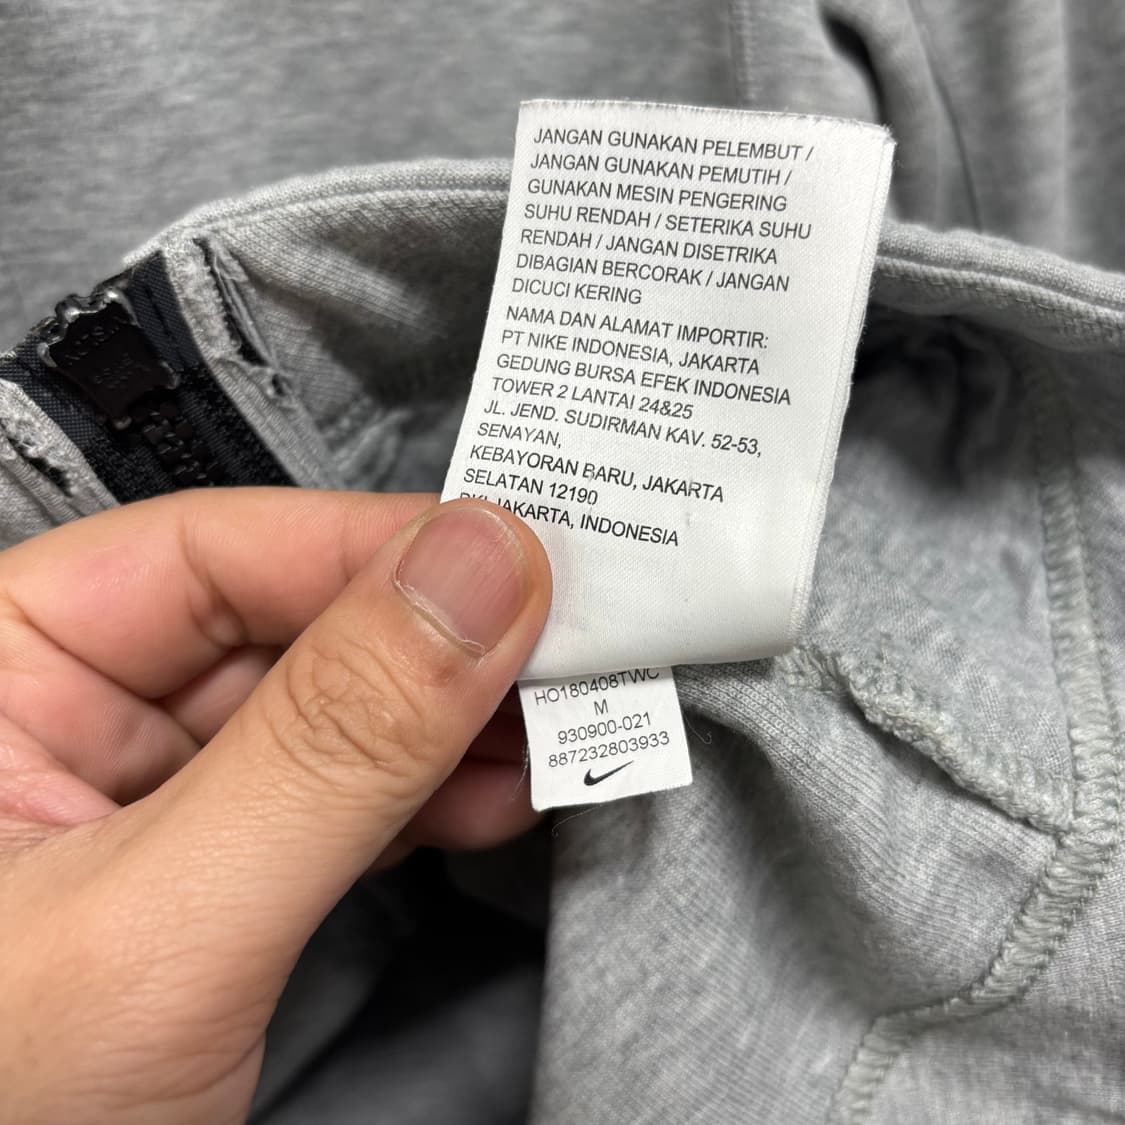 JANGAN GUNAKAN PELEMBUT /
JANGAN GUNAKAN PEMUTIH /
GUNAKAN MESIN PENGERING
SUHU RENDAH / SETERIKA SUHU
RENDAH / JANGAN DISETRIKA
DIBAGIAN BERCORAK / JANGAN
DICUCI KERING
NAMA DAN ALAMAT IMPORTIR:
PT NIKE INDONESIA, JAKARTA
GEDUNG BURSA EFEK INDONESIA
TOWER 2 LANTAI 24&25
JL. JEND. SUDIRMAN KAV. 52-53,
SENAYAN,
KEBAYORAN BARU, JAKARTA
SELATAN 12190
DKI JAKARTA, INDONESIA
HO180408TWC
M
930900-021
887232803933